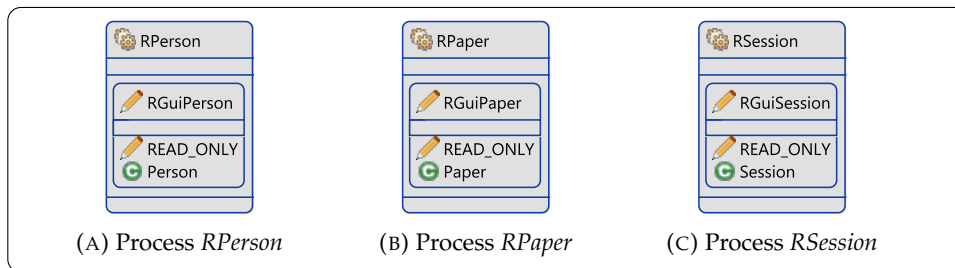 RPerson
RGuiPerson
READ_ONLY
C Person
(A) Process RPerson
RPaper
RGuiPaper
READ_ONLY
C Paper
(B) Process RPaper
RSession
RGuiSession
READ_ONLY
C Session
(C) Process RSession